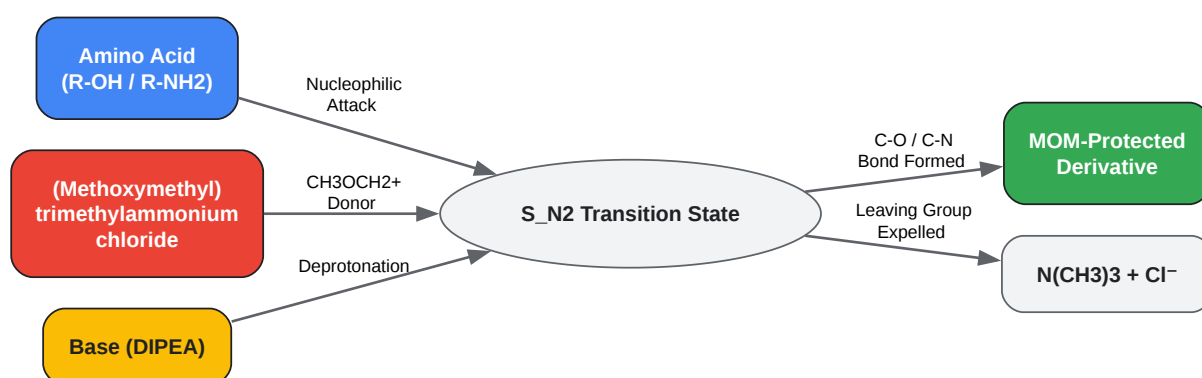 Amino Acid
(R-OH / R-NH2)
Nucleophilic
Attack
(Methoxymethyl)
trimethylammonium
chloride
CH3OCH2+
Donor
Deprotonation
Base (DIPEA)
S_N2 Transition State
C-O / C-N
Bond Formed
MOM-Protected
Derivative
Leaving Group
Expelled
N(CH3)3 + Cl⁻